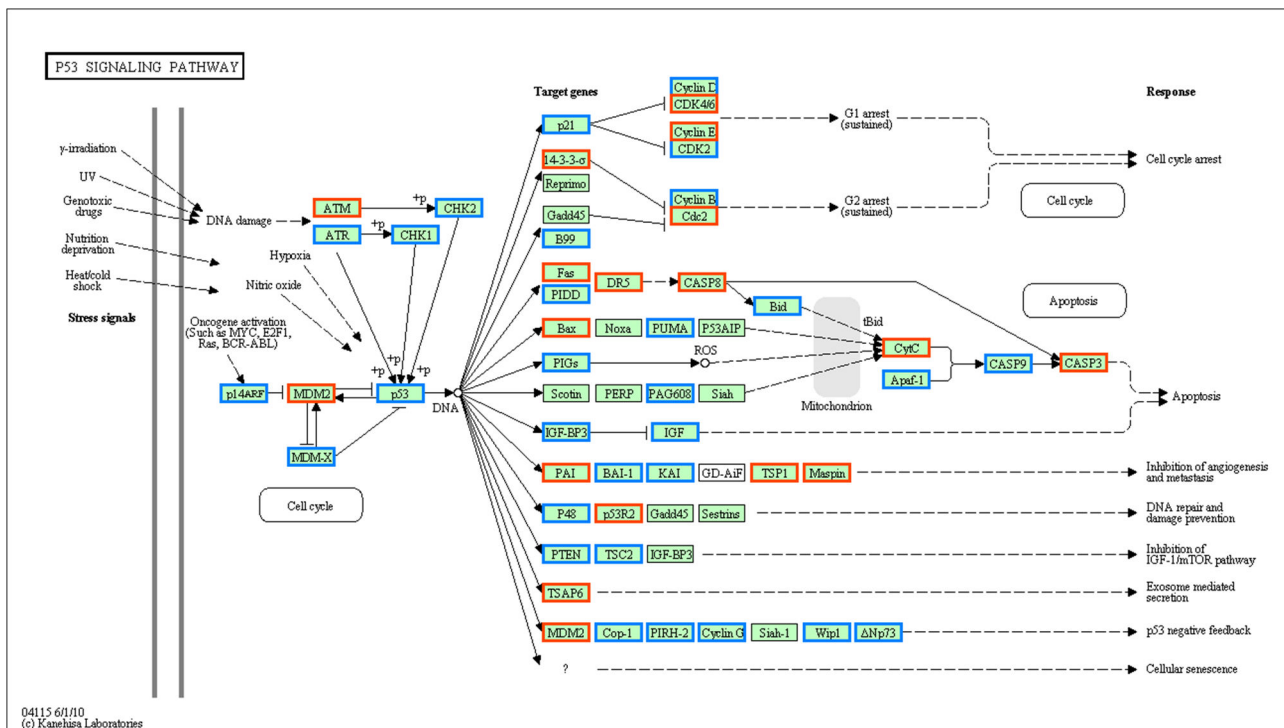 P53 SIGNALING PATHWAY
Target genes
Response
Cyclin D
CDK4/6
p21
G1 arrest
(sustained)
Cyclin E
CDK2
γ-irradiation
UV
Genotoxic
drugs
Nutrition
deprivation
Heat/cold
shock
Stress signals
DNA damage
ATM
+p
CHK2
ATR
+p
CHK1
Hypoxia
Nitric oxide
14-3-3-σ
Reprimo
Gadd45
B99
Cyclin B
Cdc2
G2 arrest
(sustained)
Cell cycle arrest
Cell cycle
Fas
PIDD
DR5
CASP8
Bid
tBid
Apoptosis
Bax
Noxa
PUMA
P53AIP
CytC
PIGs
ROS
Apaf-1
CASP9
CASP3
Scotin
PERP
PAG608
Siah
Mitochondrion
Apoptosis
Oncogene activation
(Such as MYC, E2F1,
Ras, BCR-ABL)
+p
+p
+p
p14ARF
MDM2
p53
DNA
MDM-X
Cell cycle
IGF-BP3
IGF
PAI
BAI-1
KAI
GD-AiF
TSP1
Maspin
Inhibition of angiogenesis
and metastasis
P48
p53R2
Gadd45
Sestrins
DNA repair and
damage prevention
PTEN
TSC2
IGF-BP3
Inhibition of
IGF-1/mTOR pathway
TSAP6
Exosome mediated
secretion
MDM2
Cop-1
PIRH-2
Cyclin G
Siah-1
Wip1
ΔNp73
p53 negative feedback
?
Cellular senescence
04115 6/1/10
(c) Kanehisa Laboratories